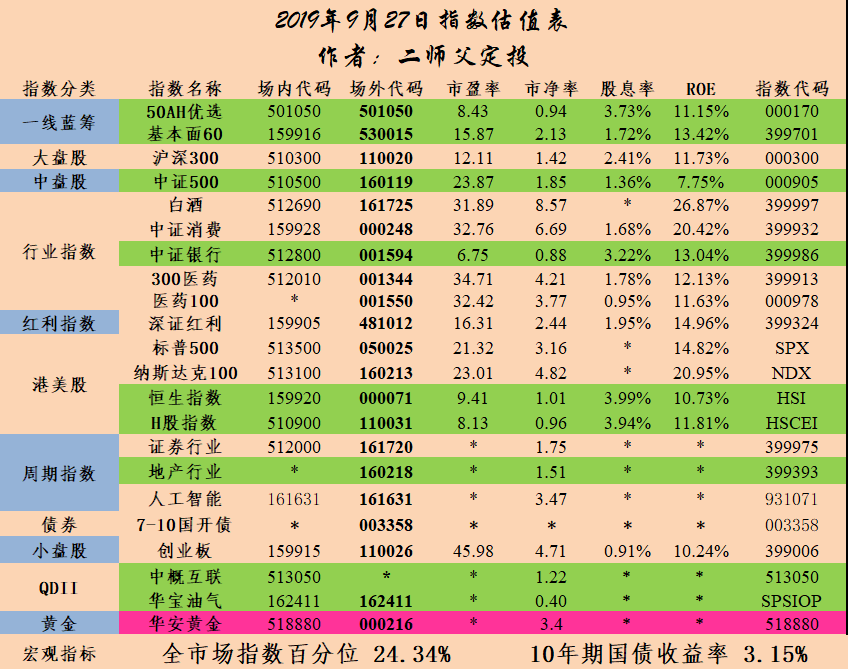 2019年9月27日指数估值表
作者：二师父定投
指数分类 指数名称 场内代码 场外代码 市盈率 市净率 股息率 ROE 指数代码
一线蓝筹 50AH优选 501050 501050 8.43 0.94 3.73% 11.15% 000170
基本面60 159916 530015 15.87 2.13 1.72% 13.42% 399701
大盘股 沪深300 510300 110020 12.11 1.42 2.41% 11.73% 000300
中盘股 中证500 510500 160119 23.87 1.85 1.36% 7.75% 000905
行业指数 白酒 512690 161725 31.89 8.57 * 26.87% 399997
中证消费 159928 000248 32.76 6.69 1.68% 20.42% 399932
中证银行 512800 001594 6.75 0.88 3.22% 13.04% 399986
300医药 512010 001344 34.71 4.21 1.78% 12.13% 399913
医药100 * 001550 32.42 3.77 0.95% 11.63% 000978
红利指数 深证红利 159905 481012 16.31 2.44 1.95% 14.96% 399324
港美股 标普500 513500 050025 21.32 3.16 * 14.82% SPX
纳斯达克100 513100 160213 23.01 4.82 * 20.95% NDX
恒生指数 159920 000071 9.41 1.01 3.99% 10.73% HSI
H股指数 510900 110031 8.13 0.96 3.94% 11.81% HSCEI
周期指数 证券行业 512000 161720 * 1.75 * * 399975
地产行业 * 160218 * 1.51 * * 399393
人工智能 161631 161631 * 3.47 * * 931071
债券 7-10国开债 * 003358 * * * * 003358
小盘股 创业板 159915 110026 45.98 4.71 0.91% 10.24% 399006
QDII 中概互联 513050 * * 1.22 * * 513050
华宝油气 162411 162411 * 0.40 * * SPSIOP
黄金 华安黄金 518880 000216 * 3.4 * * 518880
宏观指标 全市场指数百分位 24.34% 10年期国债收益率 3.15%